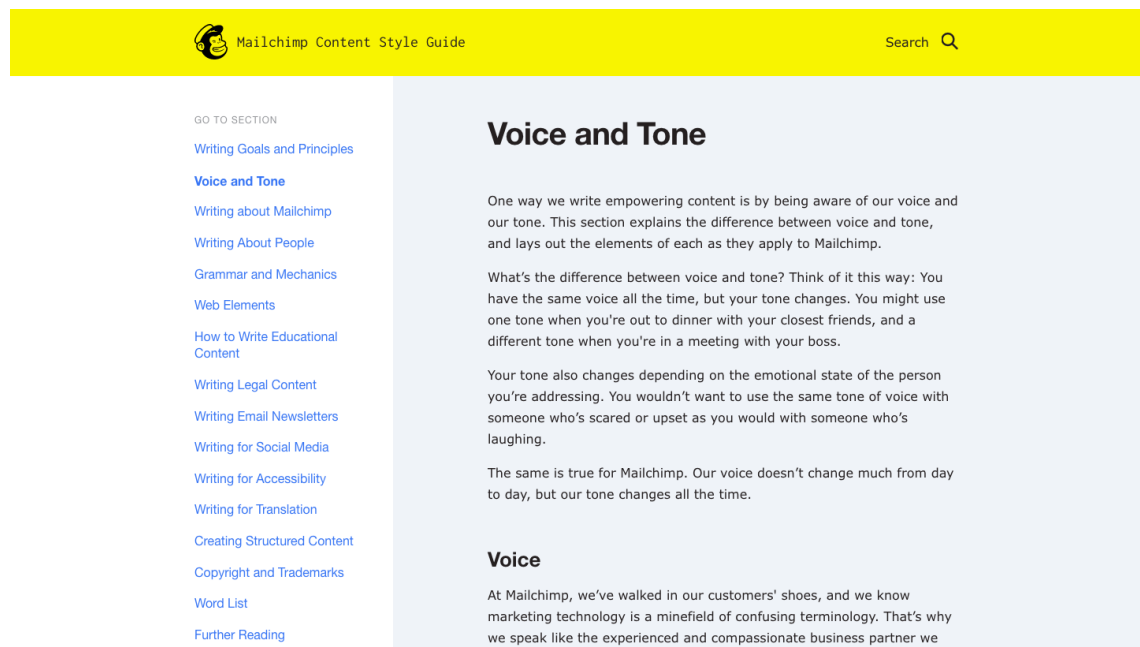 Mailchimp Content Style Guide
Search
GO TO SECTION
Writing Goals and Principles
Voice and Tone
Writing about Mailchimp
Writing About People
Grammar and Mechanics
Web Elements
How to Write Educational
Content
Writing Legal Content
Writing Email Newsletters
Writing for Social Media
Writing for Accessibility
Writing for Translation
Creating Structured Content
Copyright and Trademarks
Word List
Further Reading
Voice and Tone
One way we write empowering content is by being aware of our voice and
our tone. This section explains the difference between voice and tone,
and lays out the elements of each as they apply to Mailchimp.
What’s the difference between voice and tone? Think of it this way: You
have the same voice all the time, but your tone changes. You might use
one tone when you're out to dinner with your closest friends, and a
different tone when you're in a meeting with your boss.
Your tone also changes depending on the emotional state of the person
you’re addressing. You wouldn’t want to use the same tone of voice with
someone who’s scared or upset as you would with someone who’s
laughing.
The same is true for Mailchimp. Our voice doesn’t change much from day
to day, but our tone changes all the time.
Voice
At Mailchimp, we’ve walked in our customers' shoes, and we know
marketing technology is a minefield of confusing terminology. That’s why
we speak like the experienced and compassionate business partner we